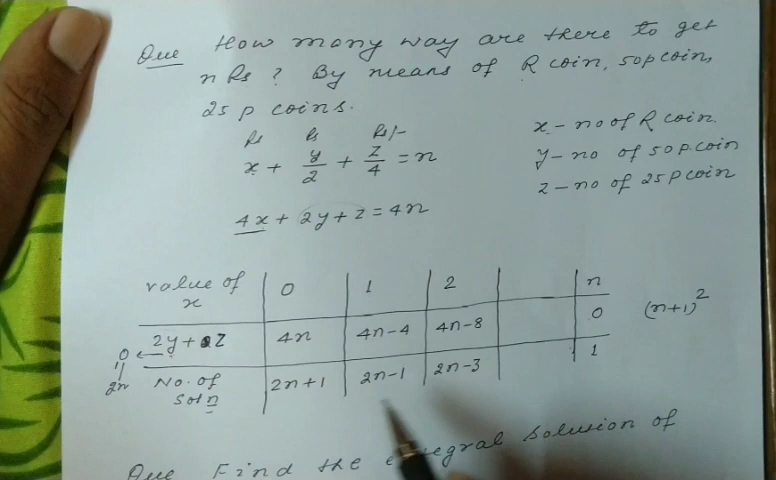 Que How many way are there to get
n Rs ? By means of R coin, 50p coin,
25 p coins.
Rs Rs Rs/-
x + y/2 + z/4 = n
x - no of R coin.
y - no of 50 p.coin
z - no of 25 p coin
4x + 2y + z = 4n
value of x | 0 | 1 | 2 | | n
2y + z | 4n | 4n-4 | 4n-8 | | 0
(n+1)²
0 ←
2n
No. of Soln | 2n+1 | 2n-1 | 2n-3 | | 1
Que Find the solution of